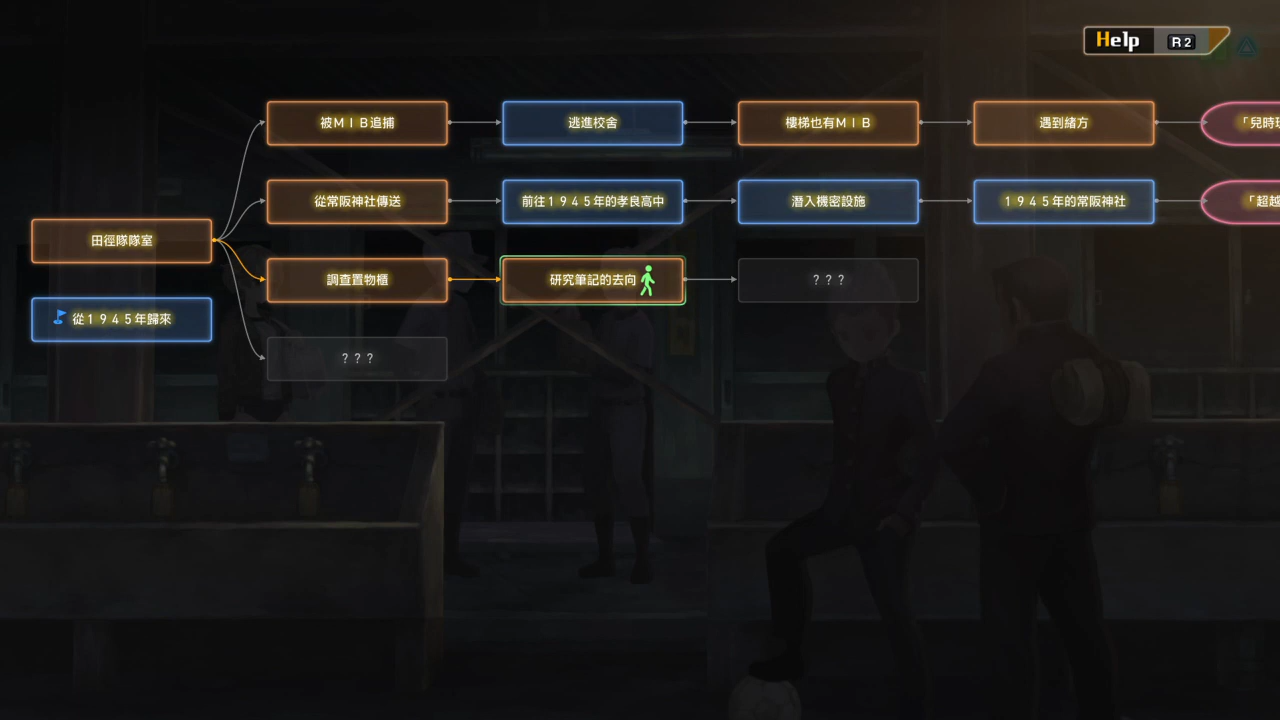 Help R2
被ＭＩＢ追捕
逃進校舍
樓梯也有ＭＩＢ
遇到緒方
「兒時玩
從常阪神社傳送
前往１９４５年的孝良高中
潛入機密設施
１９４５年的常阪神社
「超越
田徑隊隊室
調查置物櫃
研究筆記的去向
？？？
從１９４５年歸來
？？？